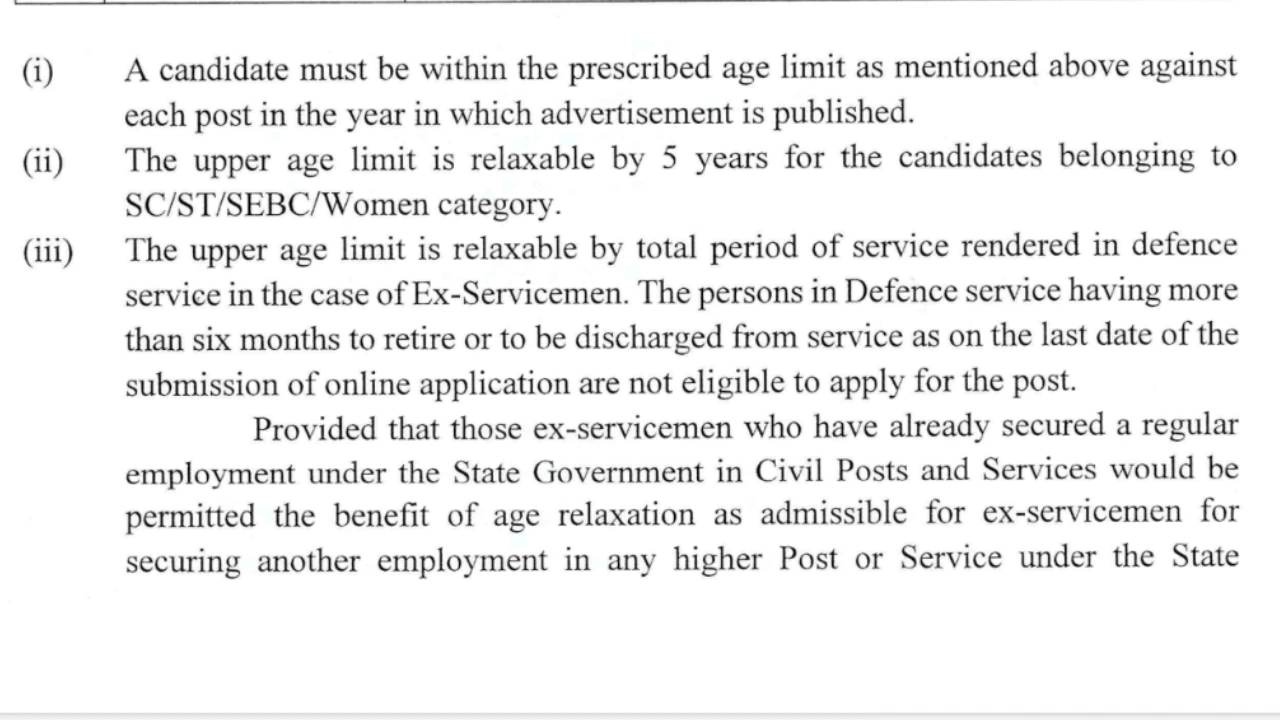 (i) A candidate must be within the prescribed age limit as mentioned above against
each post in the year in which advertisement is published.
(ii) The upper age limit is relaxable by 5 years for the candidates belonging to
SC/ST/SEBC/Women category.
(iii) The upper age limit is relaxable by total period of service rendered in defence
service in the case of Ex-Servicemen. The persons in Defence service having more
than six months to retire or to be discharged from service as on the last date of the
submission of online application are not eligible to apply for the post.
Provided that those ex-servicemen who have already secured a regular
employment under the State Government in Civil Posts and Services would be
permitted the benefit of age relaxation as admissible for ex-servicemen for
securing another employment in any higher Post or Service under the State